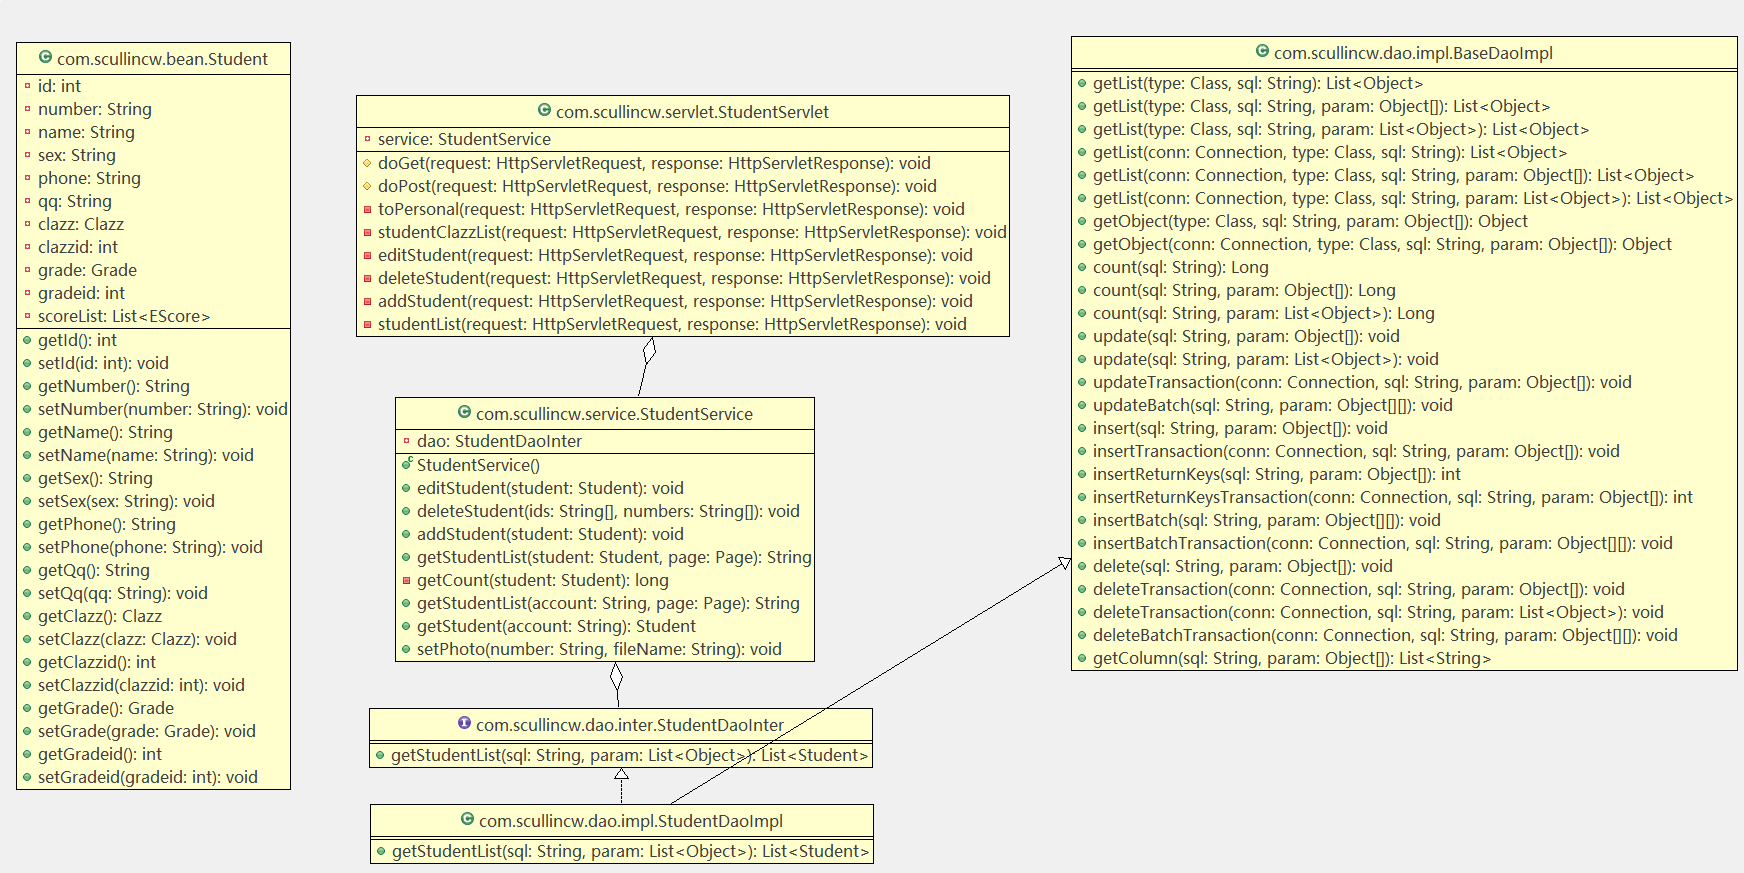 com.scullincw.bean.Student
id: int
number: String
name: String
sex: String
phone: String
qq: String
clazz: Clazz
clazzid: int
grade: Grade
gradeid: int
scoreList: List<EScore>
getId(): int
setId(id: int): void
getNumber(): String
setNumber(number: String): void
getName(): String
setName(name: String): void
getSex(): String
setSex(sex: String): void
getPhone(): String
setPhone(phone: String): void
getQq(): String
setQq(qq: String): void
getClazz(): Clazz
setClazz(clazz: Clazz): void
getClazzid(): int
setClazzid(clazzid: int): void
getGrade(): Grade
setGrade(grade: Grade): void
getGradeid(): int
setGradeid(gradeid: int): void
com.scullincw.servlet.StudentServlet
service: StudentService
doGet(request: HttpServletRequest, response: HttpServletResponse): void
doPost(request: HttpServletRequest, response: HttpServletResponse): void
toPersonal(request: HttpServletRequest, response: HttpServletResponse): void
studentClazzList(request: HttpServletRequest, response: HttpServletResponse): void
editStudent(request: HttpServletRequest, response: HttpServletResponse): void
deleteStudent(request: HttpServletRequest, response: HttpServletResponse): void
addStudent(request: HttpServletRequest, response: HttpServletResponse): void
studentList(request: HttpServletRequest, response: HttpServletResponse): void
com.scullincw.service.StudentService
dao: StudentDaoInter
StudentService()
editStudent(student: Student): void
deleteStudent(ids: String[], numbers: String[]): void
addStudent(student: Student): void
getStudentList(student: Student, page: Page): String
getCount(student: Student): long
getStudentList(account: String, page: Page): String
getStudent(account: String): Student
setPhoto(number: String, fileName: String): void
com.scullincw.dao.inter.StudentDaoInter
getStudentList(sql: String, param: List<Object>): List<Student>
com.scullincw.dao.impl.StudentDaoImpl
getStudentList(sql: String, param: List<Object>): List<Student>
com.scullincw.dao.impl.BaseDaoImpl
getList(type: Class, sql: String): List<Object>
getList(type: Class, sql: String, param: Object[]): List<Object>
getList(type: Class, sql: String, param: List<Object>): List<Object>
getList(conn: Connection, type: Class, sql: String): List<Object>
getList(conn: Connection, type: Class, sql: String, param: Object[]): List<Object>
getList(conn: Connection, type: Class, sql: String, param: List<Object>): List<Object>
getObject(type: Class, sql: String, param: Object[]): Object
getObject(conn: Connection, type: Class, sql: String, param: Object[]): Object
count(sql: String): Long
count(sql: String, param: Object[]): Long
count(sql: String, param: List<Object>): Long
update(sql: String, param: Object[]): void
update(sql: String, param: List<Object>): void
updateTransaction(conn: Connection, sql: String, param: Object[]): void
updateBatch(sql: String, param: Object[][]): void
insert(sql: String, param: Object[]): void
insertTransaction(conn: Connection, sql: String, param: Object[]): void
insertReturnKeys(sql: String, param: Object[]): int
insertReturnKeysTransaction(conn: Connection, sql: String, param: Object[]): int
insertBatch(sql: String, param: Object[][]): void
insertBatchTransaction(conn: Connection, sql: String, param: Object[][]): void
delete(sql: String, param: Object[]): void
deleteTransaction(conn: Connection, sql: String, param: Object[]): void
deleteTransaction(conn: Connection, sql: String, param: List<Object>): void
deleteBatchTransaction(conn: Connection, sql: String, param: Object[][]): void
getColumn(sql: String, param: Object[]): List<String>